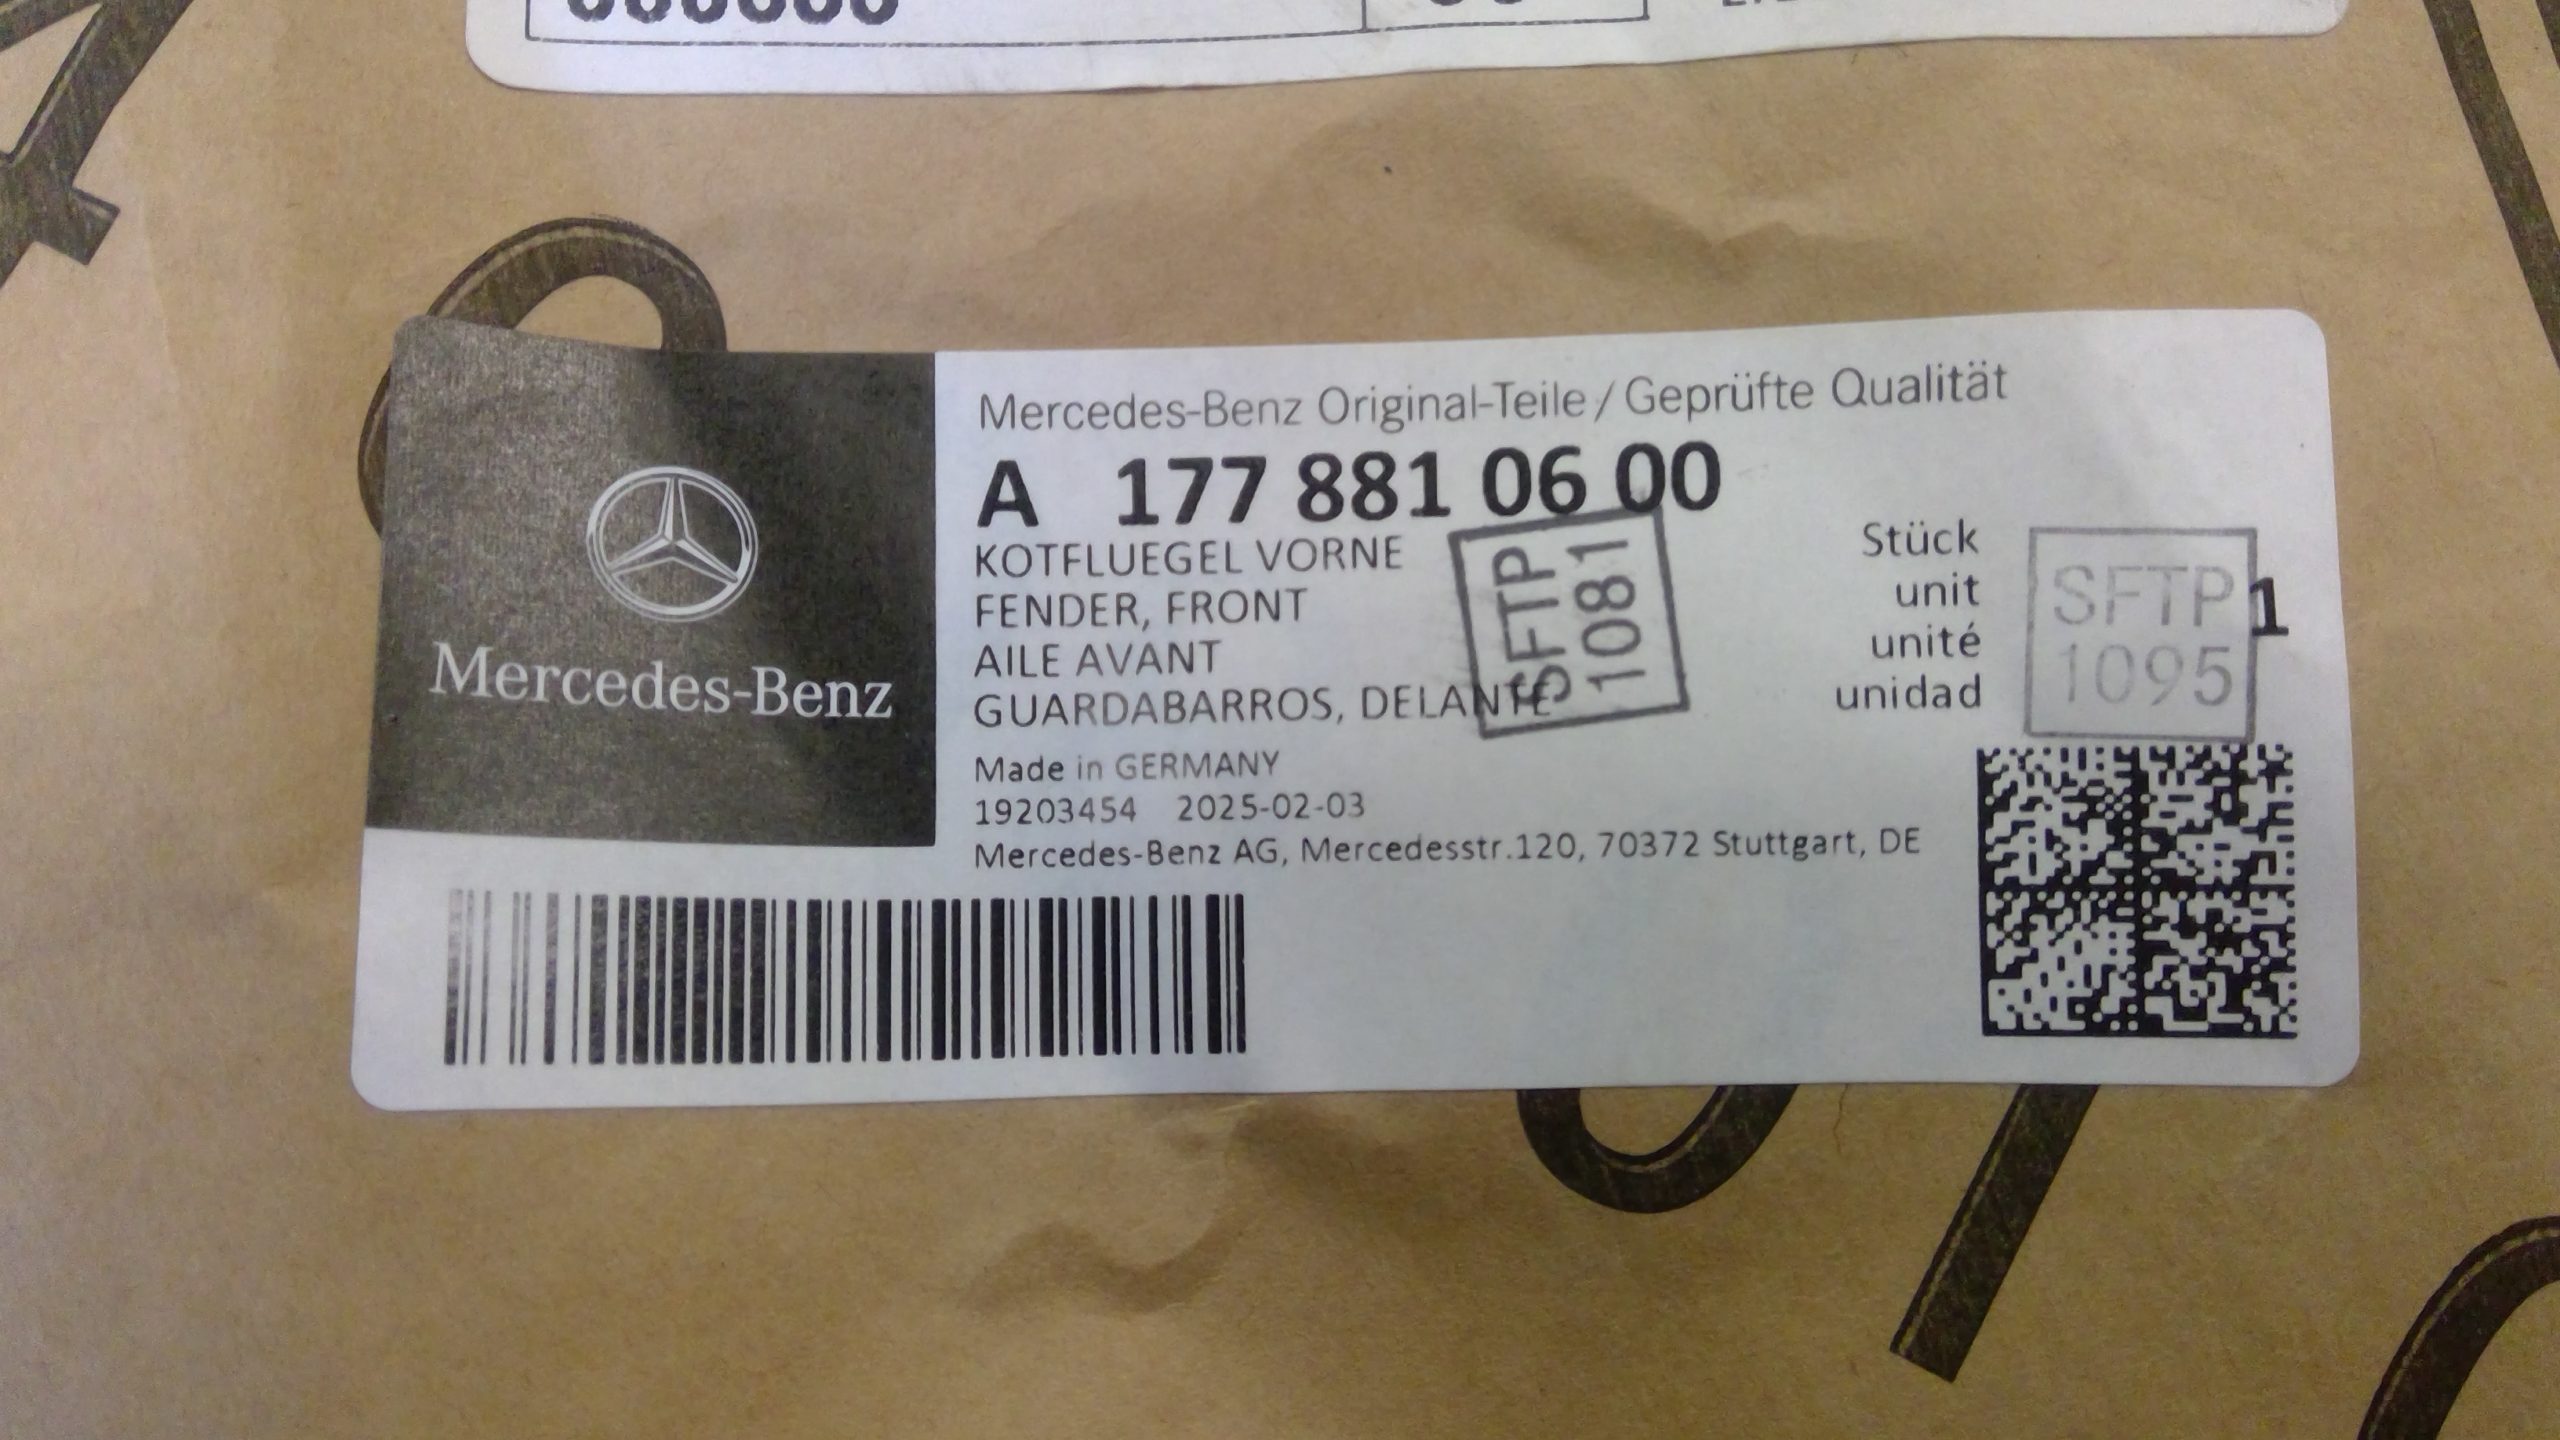 Mercedes-Benz
Mercedes-Benz Original-Teile / Geprüfte Qualität
A 177 881 06 00
KOTFLUEGEL VORNE
FENDER, FRONT
AILE AVANT
GUARDABARROS, DELANTE
SFTP
1081
Stück
unit
unité
unidad
1
SFTP
1095
Made in GERMANY
19203454 2025-02-03
Mercedes-Benz AG, Mercedesstr.120, 70372 Stuttgart, DE